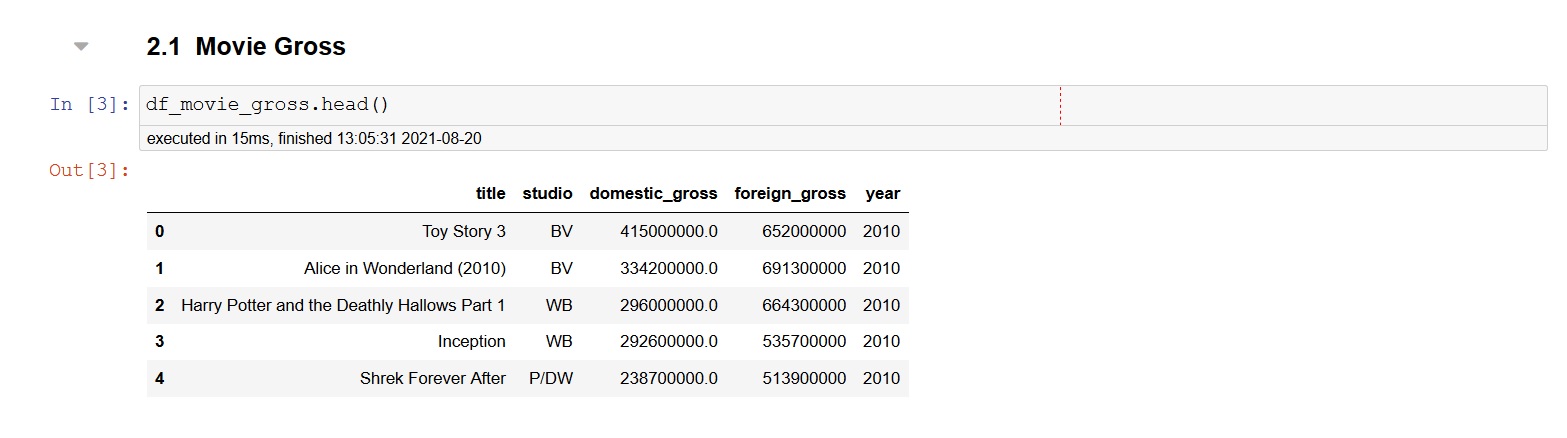 2.1 Movie Gross
In [3]: df_movie_gross.head()
executed in 15ms, finished 13:05:31 2021-08-20
Out[3]:
title studio domestic_gross foreign_gross year
0 Toy Story 3 BV 415000000.0 652000000 2010
1 Alice in Wonderland (2010) BV 334200000.0 691300000 2010
2 Harry Potter and the Deathly Hallows Part 1 WB 296000000.0 664300000 2010
3 Inception WB 292600000.0 535700000 2010
4 Shrek Forever After P/DW 238700000.0 513900000 2010